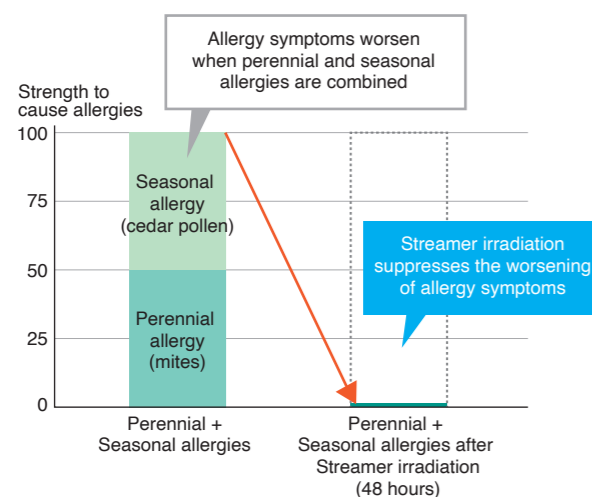 Allergy symptoms worsen
when perennial and seasonal
allergies are combined
Strength to
cause allergies
100
75
50
25
0
Seasonal
allergy
(cedar pollen)
Perennial
allergy
(mites)
Streamer irradiation
suppresses the worsening
of allergy symptoms
Perennial +
Seasonal allergies
Perennial +
Seasonal allergies after
Streamer irradiation
(48 hours)